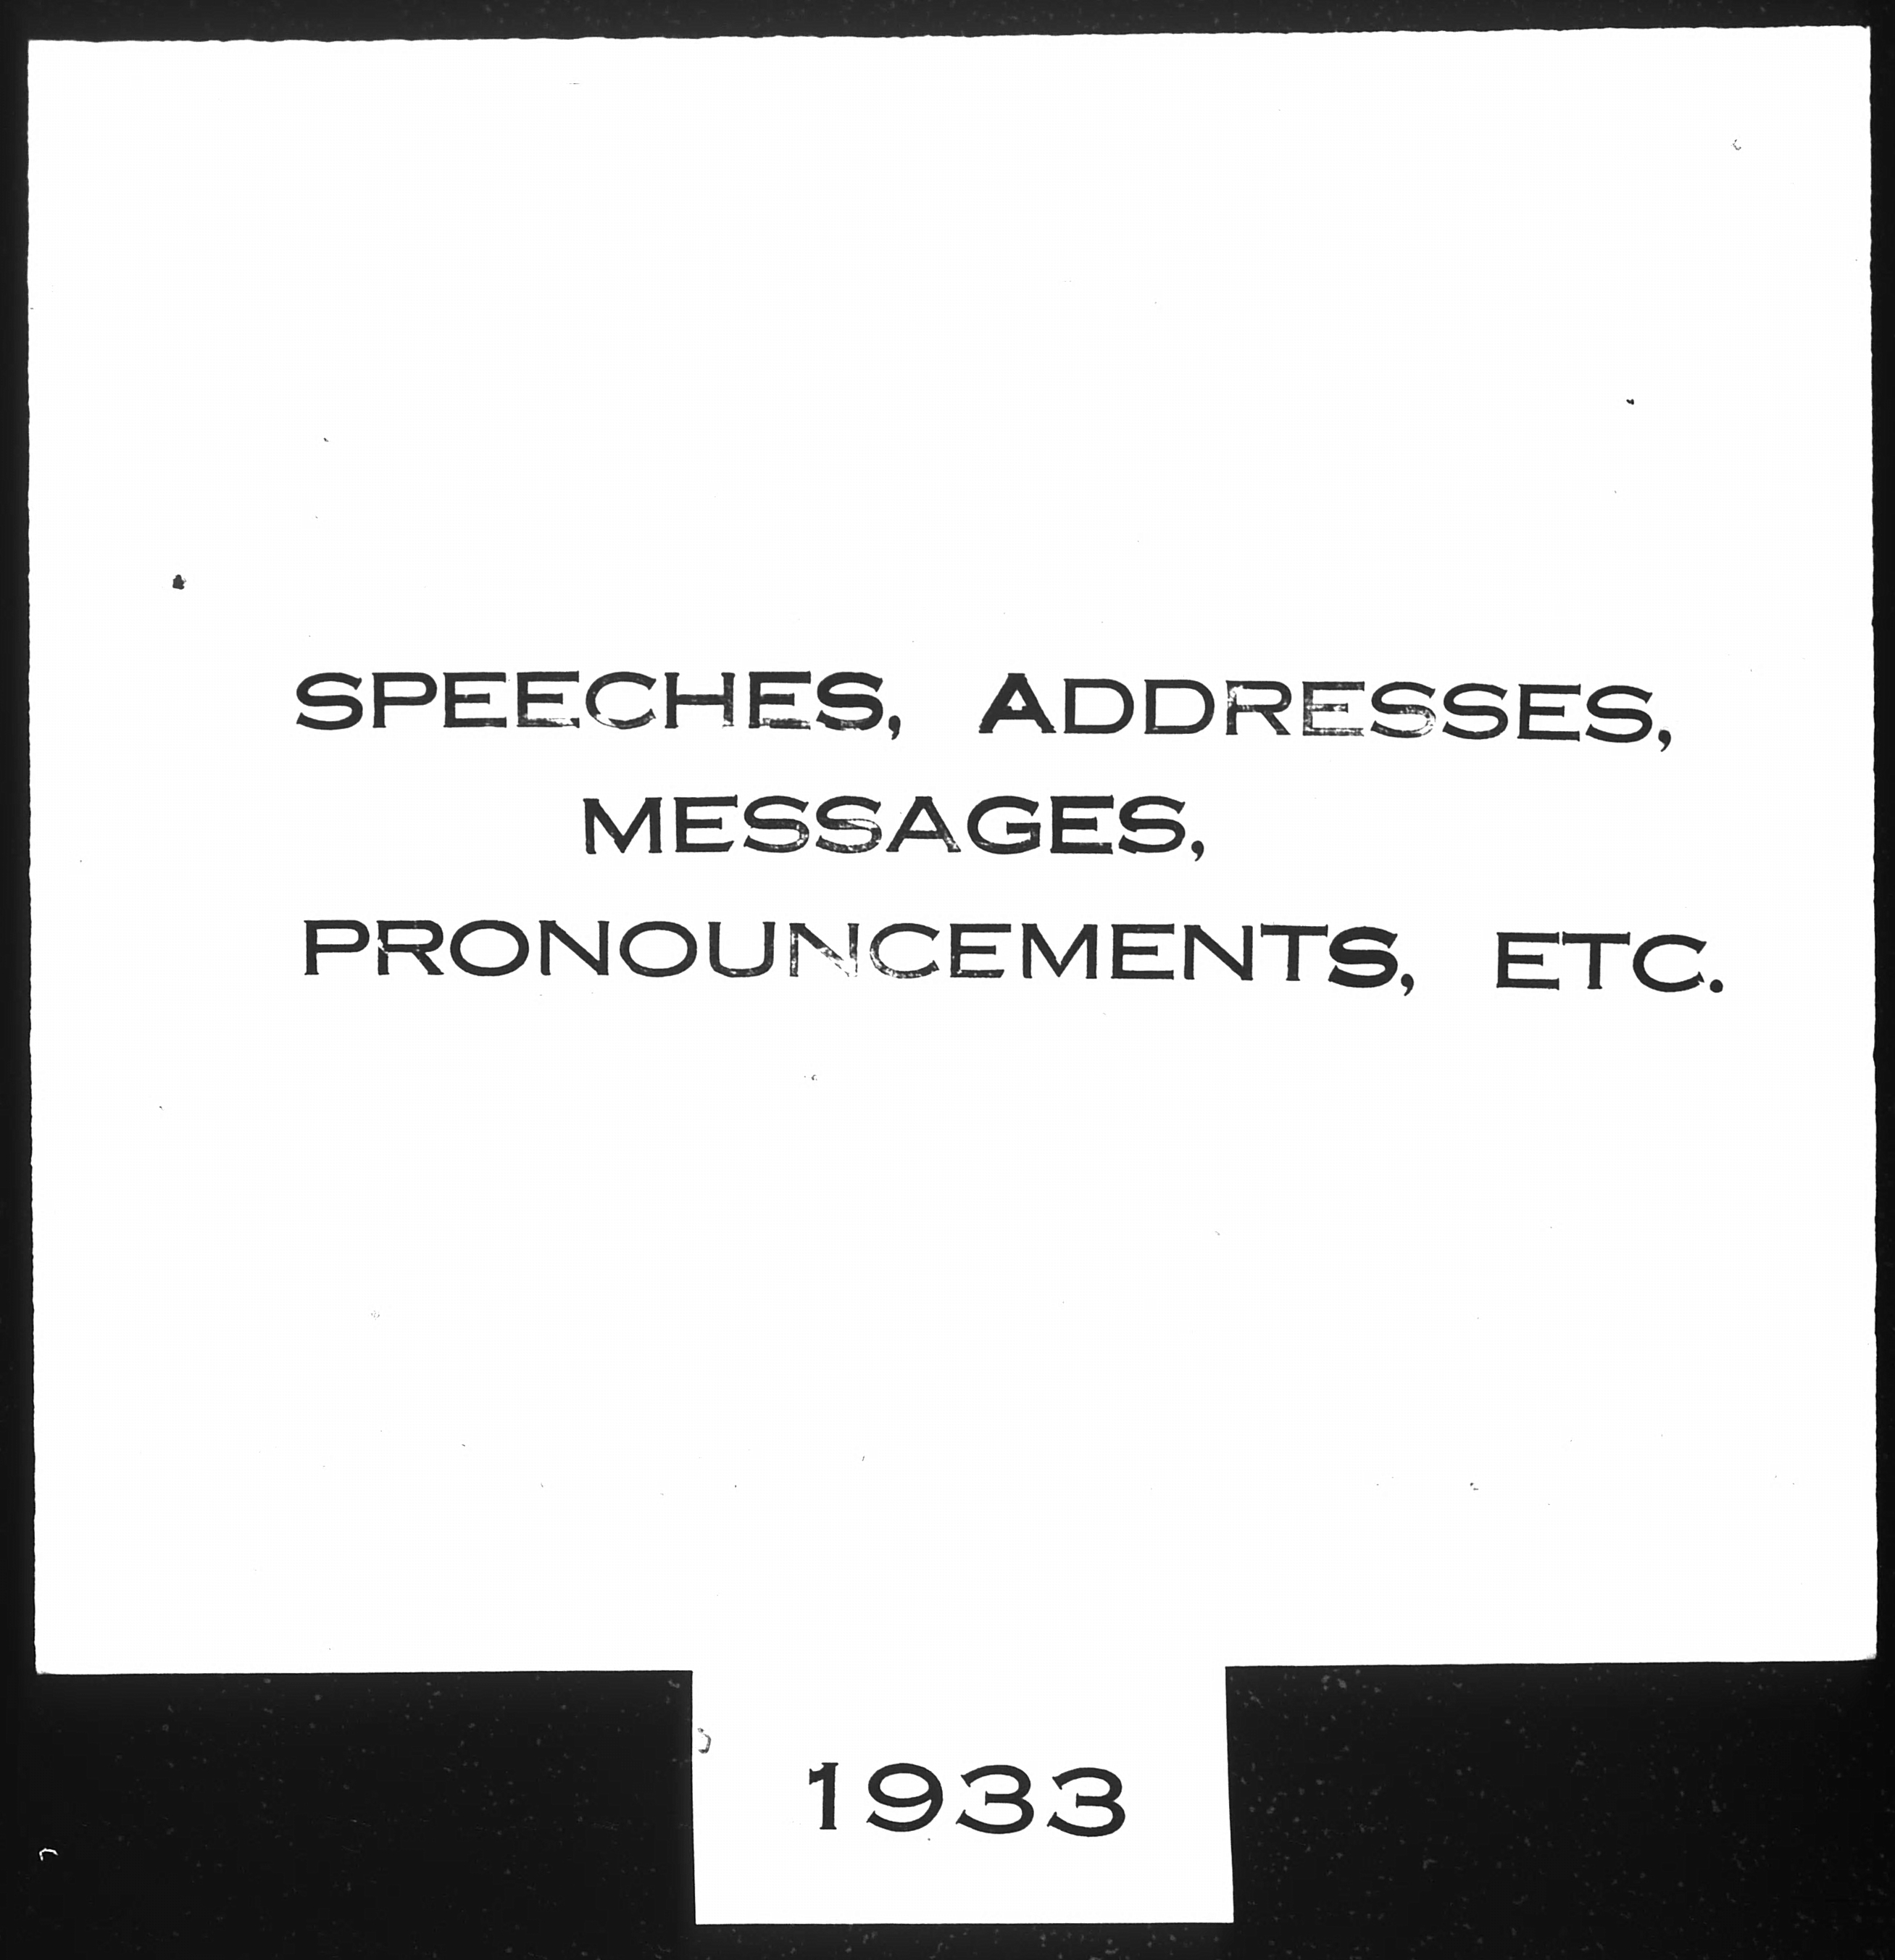 SPEECHES, ADDRESSES,
MESSAGES,
PRONOUNCEMENTS, ETC.
1933